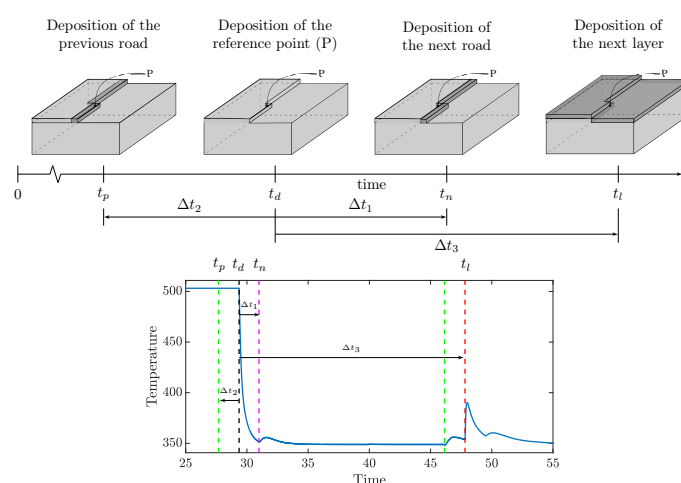 Deposition of the previous road
Deposition of the reference point (P)
Deposition of the next road
Deposition of the next layer
P
P
P
P
time
0
t_p
t_d
t_n
t_l
Δt_2
Δt_1
Δt_3
t_p
t_d
t_n
t_l
500
450
400
350
Temperature
Δt_1
Δt_3
Δt_2
25
30
35
40
45
50
55
Time